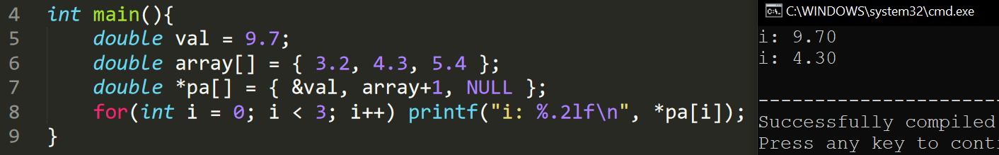 4 int main(){
5 double val = 9.7;
6 double array[] = { 3.2, 4.3, 5.4 };
7 double *pa[] = { &val, array+1, NULL };
8 for(int i = 0; i < 3; i++) printf("i: %.2lf\n", *pa[i]);
9 }
C:\WINDOWS\system32\cmd.exe
i: 9.70
i: 4.30
----------------------
Successfully compiled
Press any key to cont